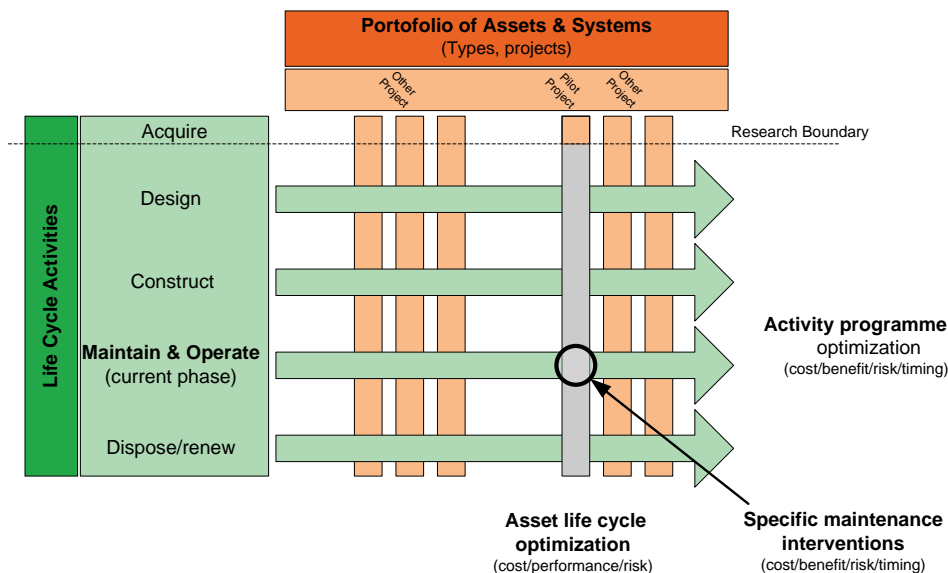 Portofolio of Assets & Systems
(Types, projects)
Other
Project
Pilot
Project
Other
Project
Life Cycle Activities
Acquire
Research Boundary
Design
Construct
Maintain & Operate
(current phase)
Dispose/renew
Activity programme
optimization
(cost/benefit/risk/timing)
Asset life cycle
optimization
(cost/performance/risk)
Specific maintenance
interventions
(cost/benefit/risk/timing)